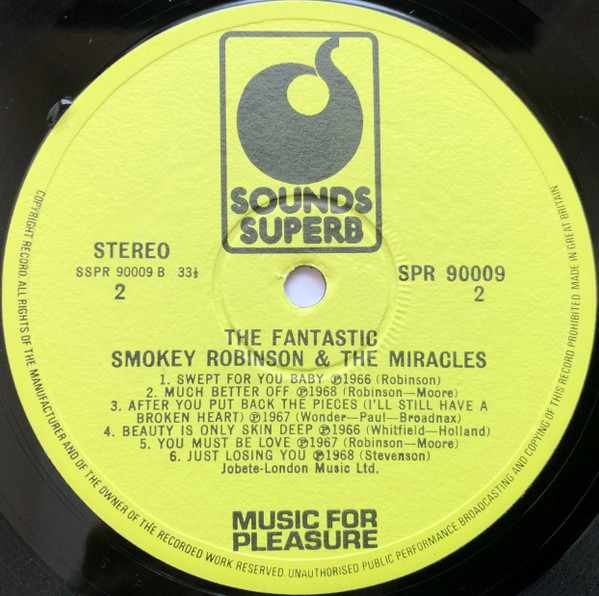 SOUNDS
SUPERB
STEREO
SSPR 90009 B 33⅓
2
SPR 90009
2
THE FANTASTIC
SMOKEY ROBINSON & THE MIRACLES
1. SWEPT FOR YOU BABY ℗1966 (Robinson)
2. MUCH BETTER OFF ℗1968 (Robinson–Moore)
3. AFTER YOU PUT BACK THE PIECES (I'LL STILL HAVE A
BROKEN HEART) ℗1967 (Wonder–Paul–Broadnax)
4. BEAUTY IS ONLY SKIN DEEP ℗1966 (Whitfield–Holland)
5. YOU MUST BE LOVE ℗1967 (Robinson–Moore)
6. JUST LOSING YOU ℗1968 (Stevenson)
Jobete-London Music Ltd.
MUSIC FOR
PLEASURE
COPYRIGHT RECORD. ALL RIGHTS OF THE MANUFACTURER AND OF THE OWNER OF THE RECORDED WORK RESERVED. UNAUTHORISED PUBLIC PERFORMANCE, BROADCASTING AND COPYING OF THIS RECORD PROHIBITED MADE IN GREAT BRITAIN